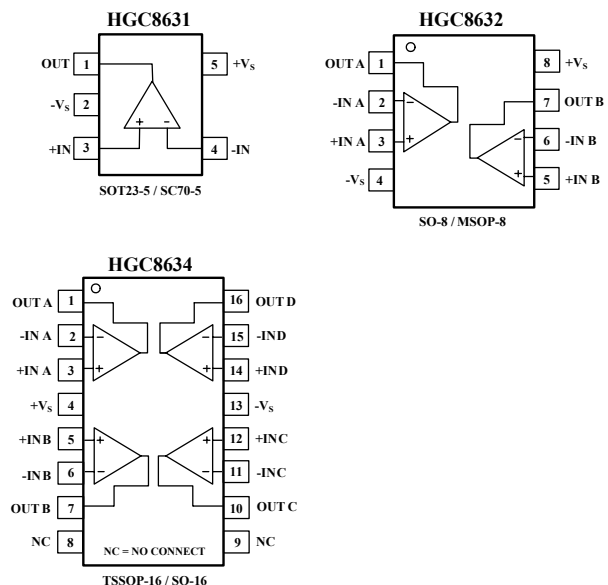 HGC8631
OUT 1 5 +VS
-VS 2
+IN 3 4 -IN
+ −
SOT23-5 / SC70-5
HGC8632
OUT A 1 8 +VS
-IN A 2 − 7 OUT B
+IN A 3 + − 6 -IN B
-VS 4 + 5 +IN B
SO-8 / MSOP-8
HGC8634
OUT A 1 16 OUT D
-IN A 2 − − 15 -IND
+IN A 3 + + 14 +IND
+VS 4 13 -VS
+INB 5 + + 12 +INC
-INB 6 − − 11 -INC
OUT B 7 10 OUT C
NC 8 NC = NO CONNECT 9 NC
TSSOP-16 / SO-16